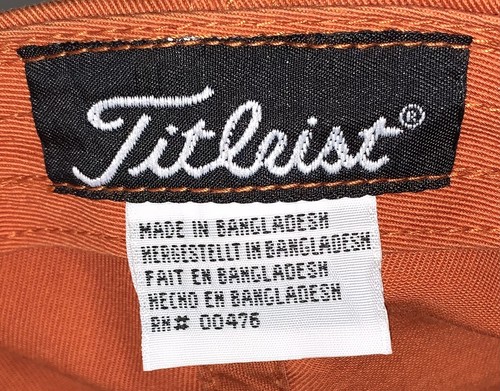 Titleist®
MADE IN BANGLADESH
HERGESTELLT IN BANGLADESH
FAIT EN BANGLADESH
HECHO EN BANGLADESH
RN# 00476